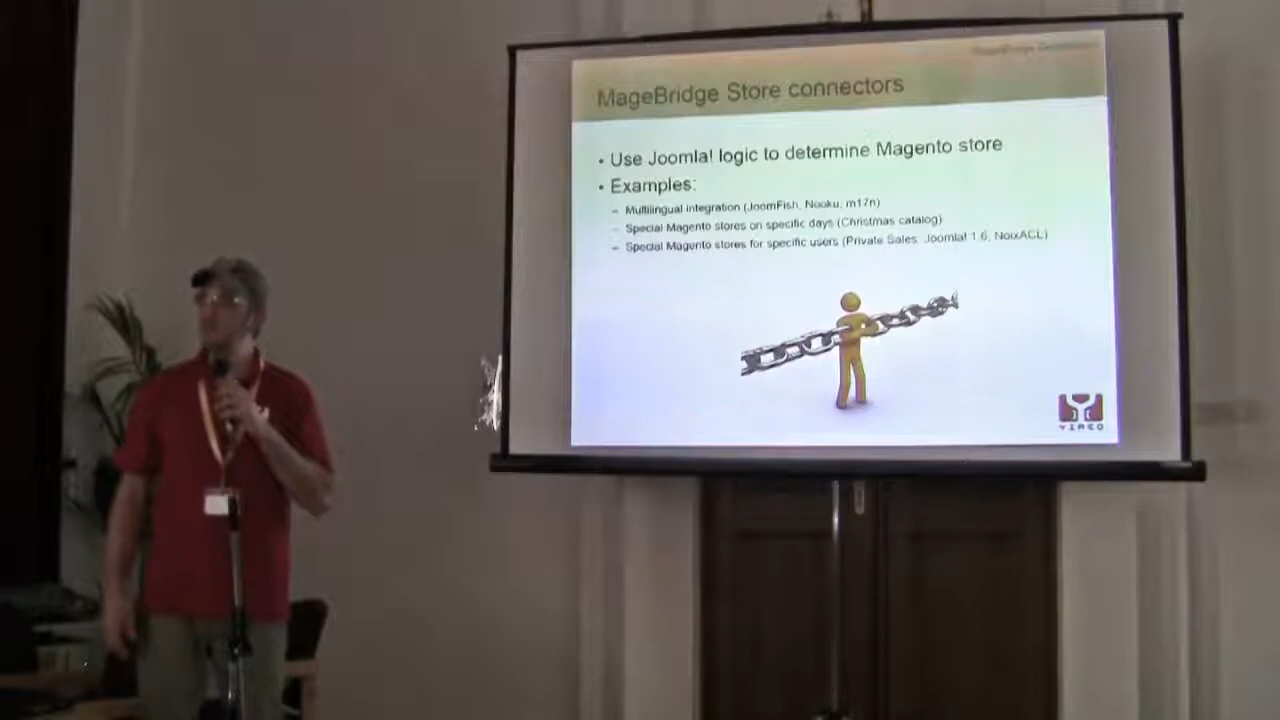 MageBridge Store connectors
• Use Joomla! logic to determine Magento store
• Examples:
– Multilingual integration (JoomFish, Nooku, m17n)
– Special Magento stores on specific days (Christmas catalog)
– Special Magento stores for specific users (Private Sales, Joomla! 1.6, NoixACL)
YIREO